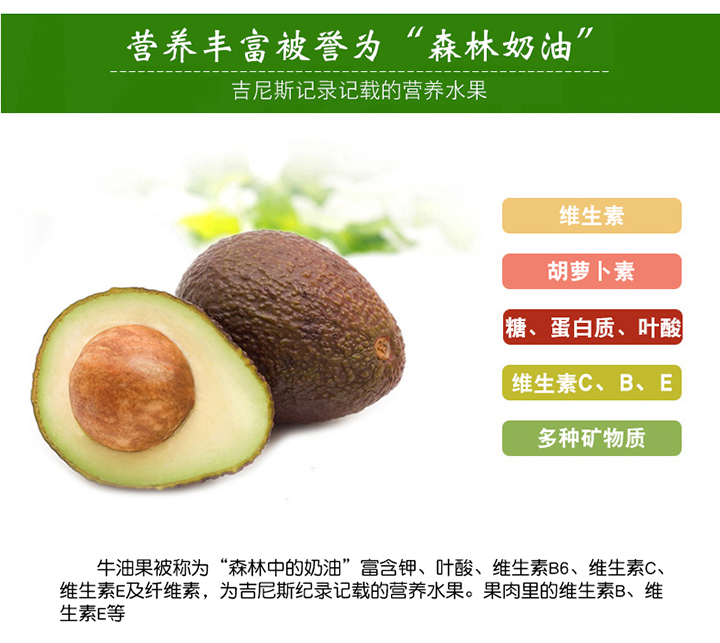 营养丰富被誉为“森林奶油”
吉尼斯记录记载的营养水果
维生素
胡萝卜素
糖、蛋白质、叶酸
维生素C、B、E
多种矿物质
牛油果被称为“森林中的奶油”富含钾、叶酸、维生素B6、维生素C、
维生素E及纤维素，为吉尼斯纪录记载的营养水果。果肉里的维生素B、维
生素E等